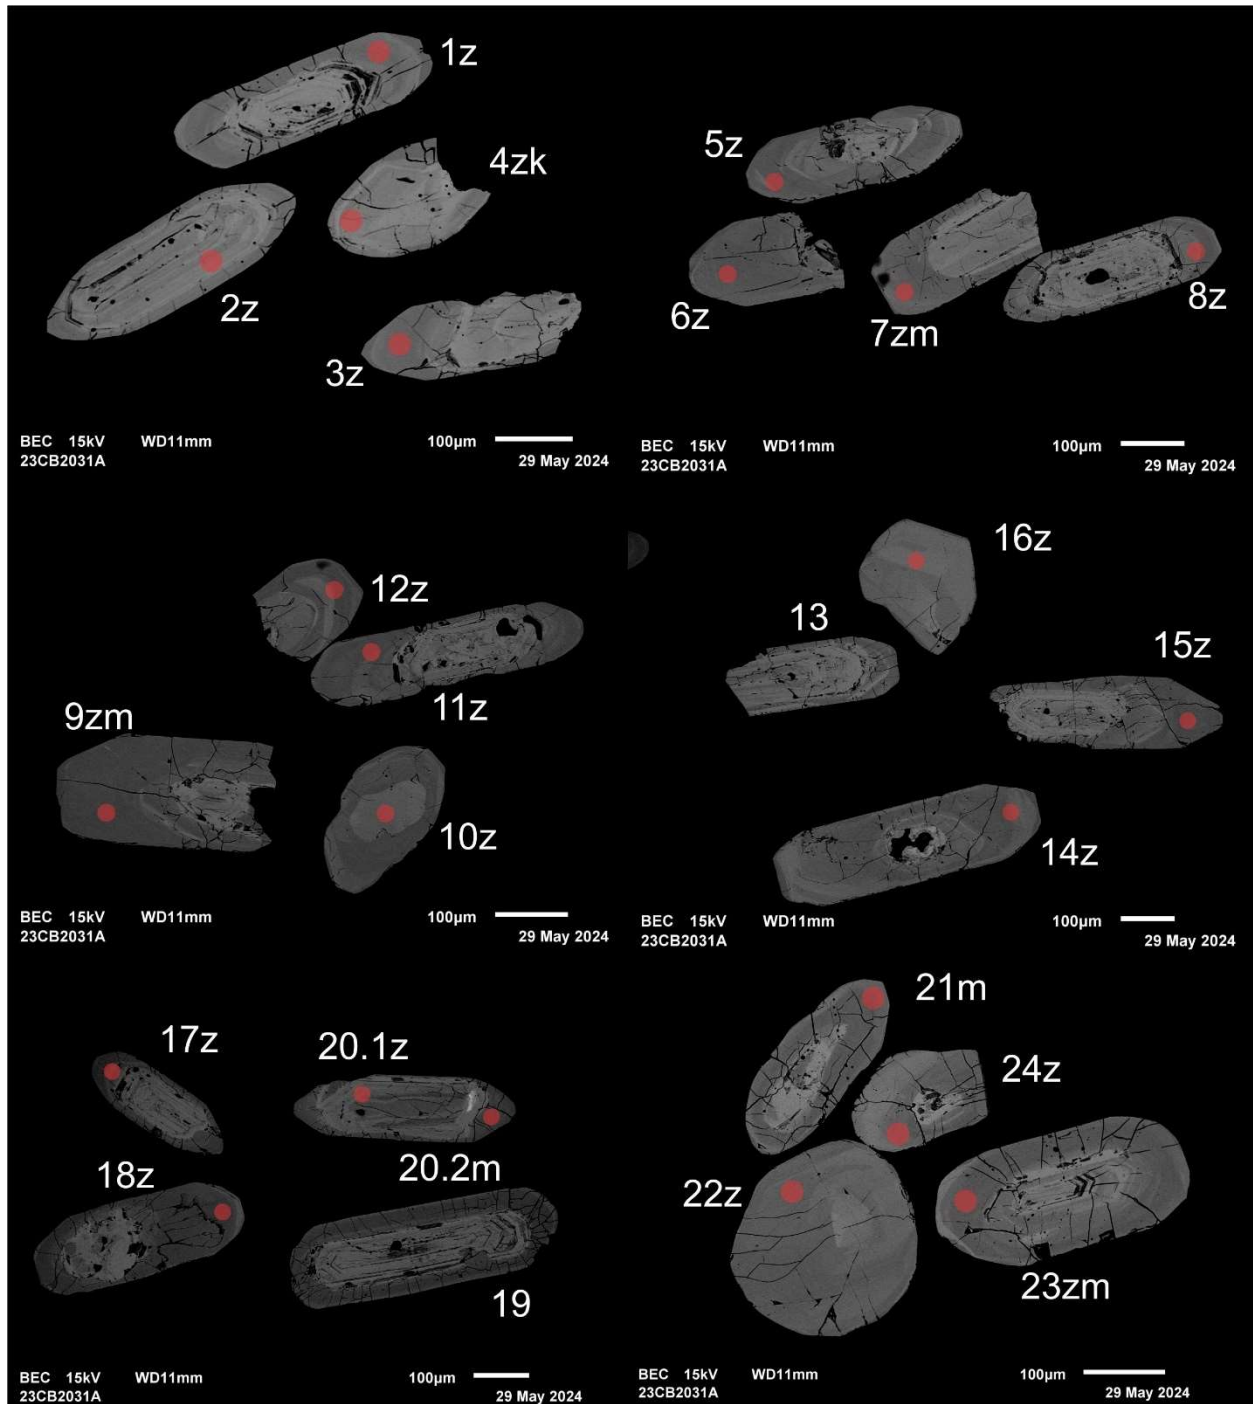 1z
4zk
2z
3z
BEC 15kV WD11mm 100µm
23CB2031A 29 May 2024
5z
6z
7zm
8z
BEC 15kV WD11mm 100µm
23CB2031A 29 May 2024
12z
11z
9zm
10z
BEC 15kV WD11mm 100µm
23CB2031A 29 May 2024
16z
13
15z
14z
BEC 15kV WD11mm 100µm
23CB2031A 29 May 2024
17z
20.1z
18z
20.2m
19
BEC 15kV WD11mm 100µm
23CB2031A 29 May 2024
21m
24z
22z
23zm
BEC 15kV WD11mm 100µm
23CB2031A 29 May 2024